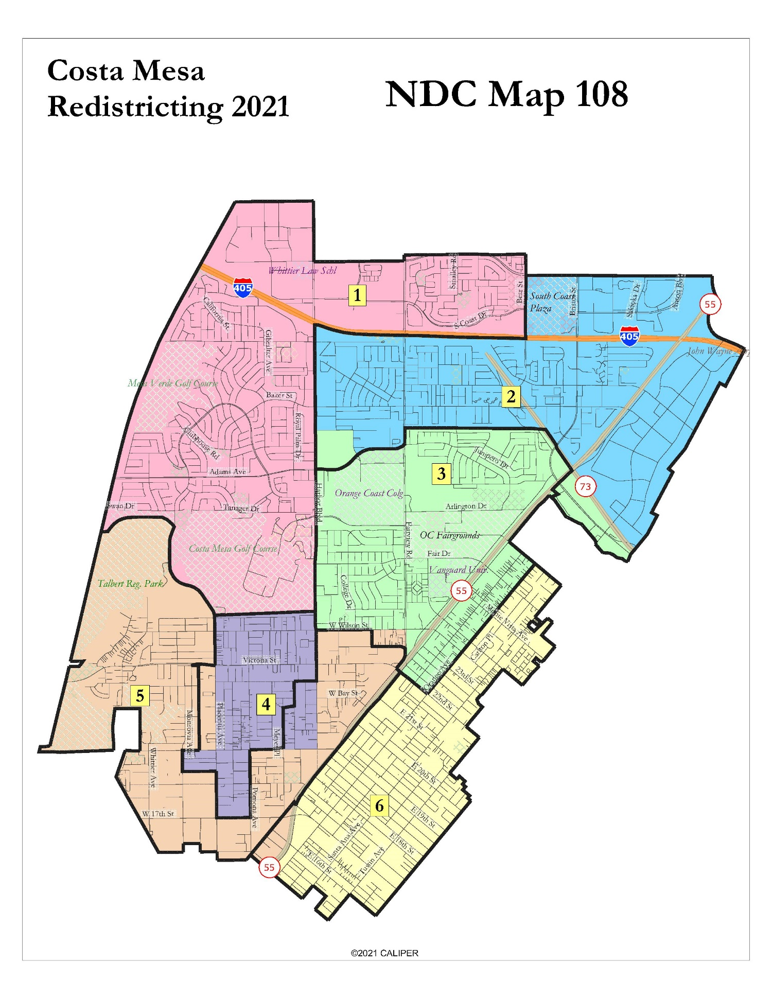 Costa Mesa
Redistricting 2021
NDC Map 108
Whittier Law Schl
405
1
Smalley Rd
Bear St
S Coast Dr
South Coast
Plaza
Bristol St
Sakioka Dr
Anton Blvd
55
405
John Wayne
California St
Gibraltar Ave
Mesa Verde Golf Course
Baker St
2
Royal Palm Dr
Clubhouse Rd
Adams Ave
Junipero Dr
3
73
Harbor Blvd
Orange Coast Colg
Swan Dr
Tanager Dr
Arlington Dr
Fairview Rd
OC Fairgrounds
Costa Mesa Golf Course
Fair Dr
Vanguard Univ.
Talbert Reg. Park
College Dr
55
Monte Vista Ave
W Wilson St
Victoria St
Orange Ave
23rd St
W Bay St
22nd St
5
4
Placentia Ave
Monrovia Ave
Meyer Pl
E 21st St
Whittier Ave
E 20th St
Pomona Ave
6
W 17th St
E 19th St
Santa Ana Ave
E 18th St
Tustin Ave
E 16th St
55
©2021 CALIPER